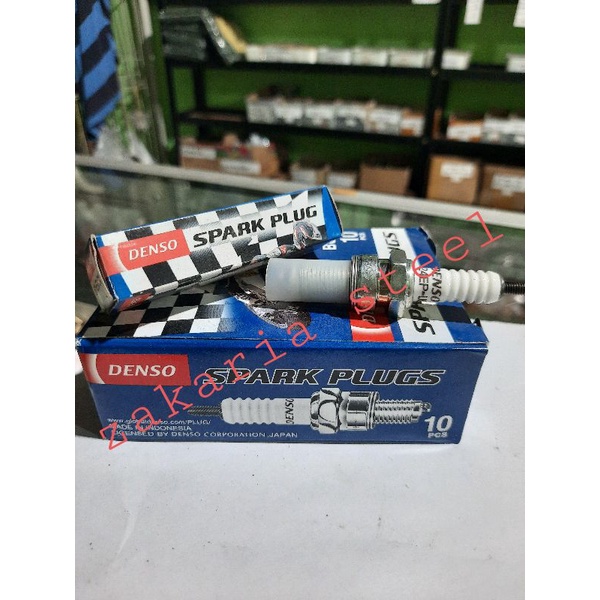 DENSO
SPARK PLUG
10
PLUGS
DENSO
DENSO
SPARK PLUGS
DENSO
MADE IN INDONESIA
LICENSED BY DENSO CORPORATION JAPAN
10
PCS
zakaria steel